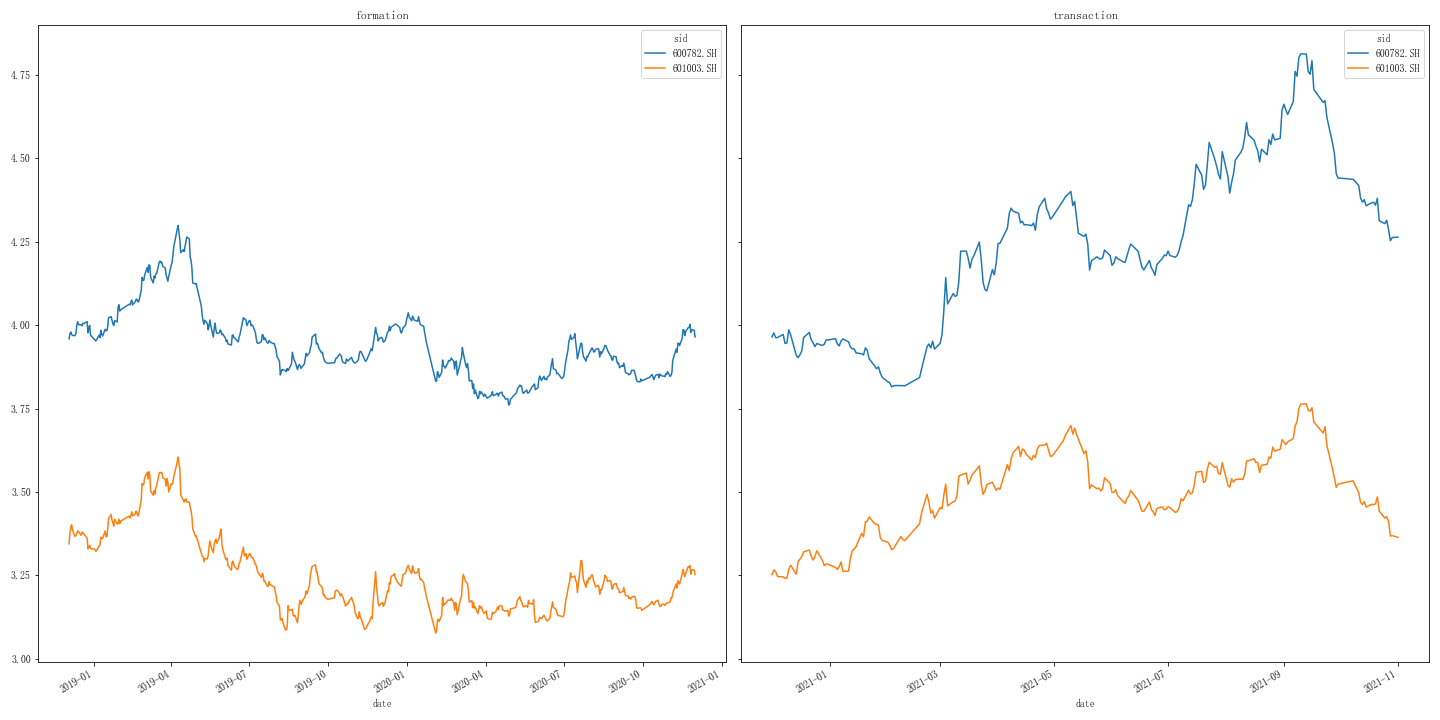 formation
sid
600782.SH
601003.SH
4.75
4.50
4.25
4.00
3.75
3.50
3.25
3.00
2019-01
2019-04
2019-07
2019-10
2020-01
2020-04
2020-07
2020-10
2021-01
date
transaction
sid
600782.SH
601003.SH
2021-01
2021-03
2021-05
2021-07
2021-09
2021-11
date